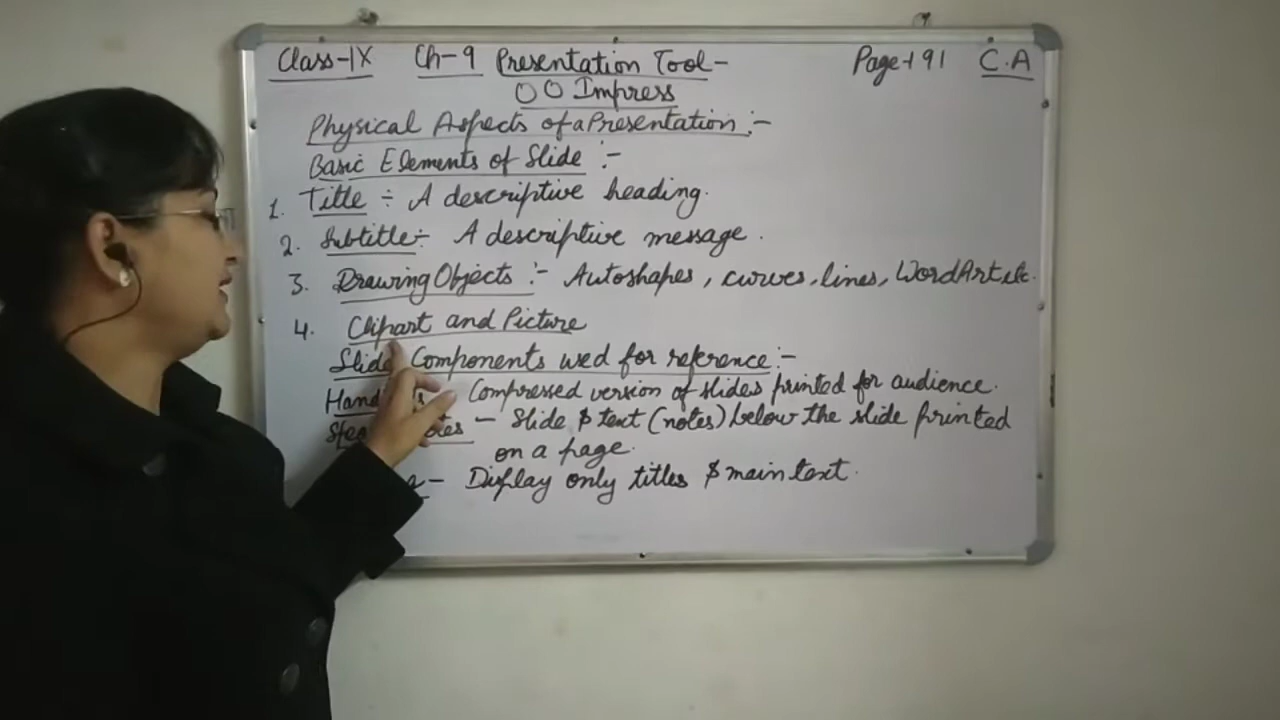 Class-IX Ch-9 Presentation Tool- Page-191 C.A
OO Impress
Physical Aspects of a Presentation :-
Basic Elements of Slide :-
1. Title ÷ A descriptive heading.
2. Subtitle÷ A descriptive message.
3. Drawing Objects :- Autoshapes, curves, lines, WordArt etc.
4. Clipart and Picture
Slide Components used for reference :-
Compressed version of slides printed for audience.
- Slide & text (notes) below the slide printed
on a page.
- Display only titles & main text.